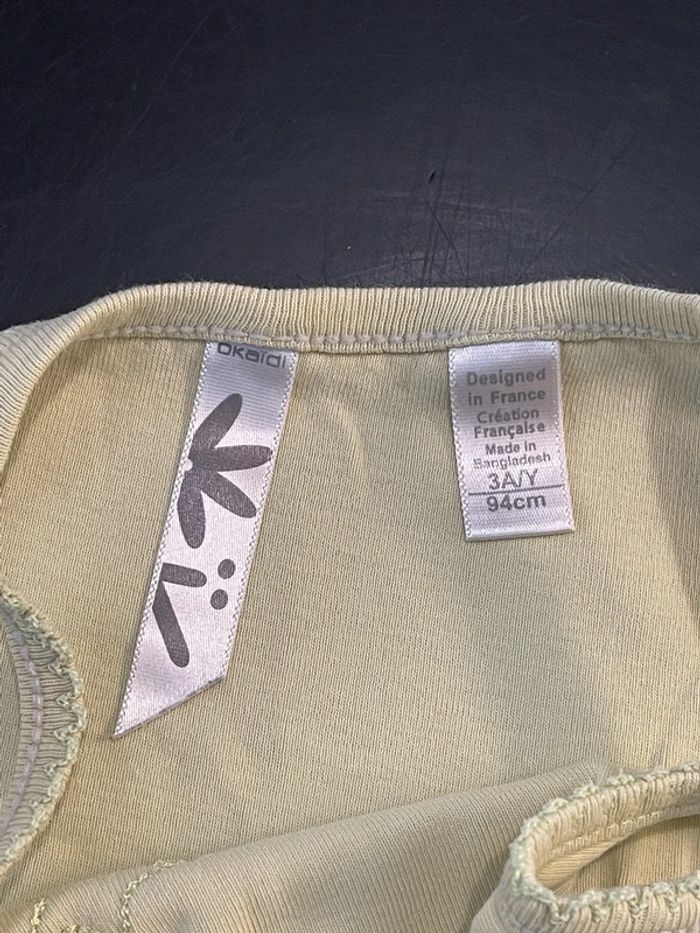 okaïdi
Designed
in France
Création
Française
Made in
Bangladesh
3A/Y
94cm